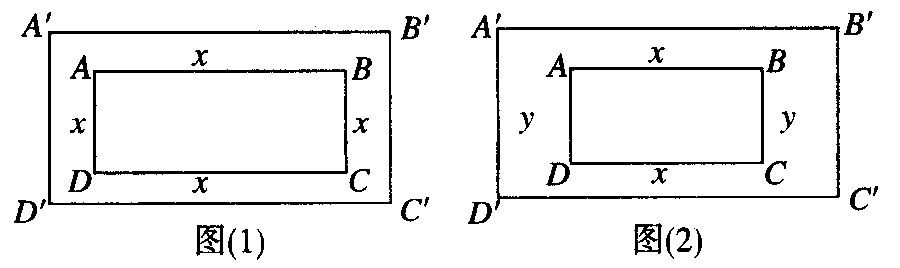 A′ B′ A′ B′
x x
A B A B
x x y y
D C D C
x x
D′ C′ D′ C′
图(1) 图(2)